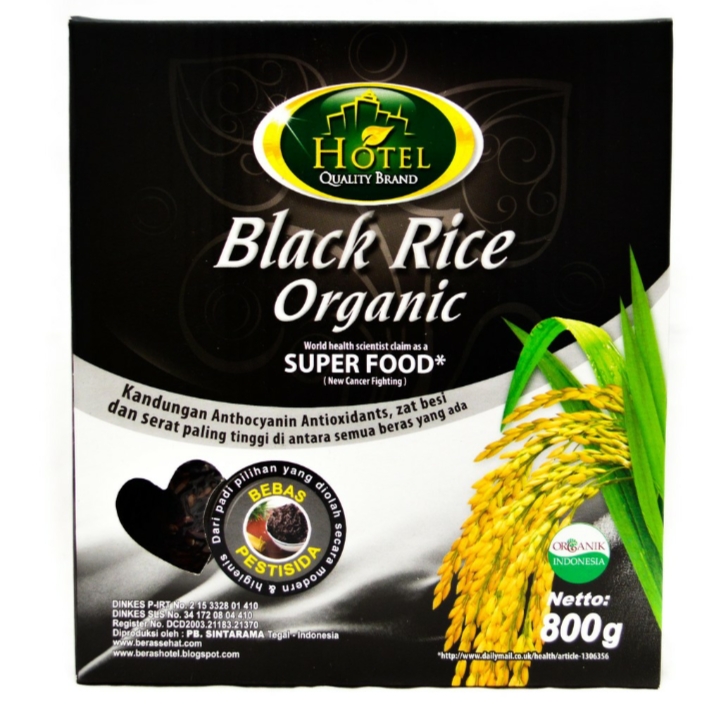 HOTEL
QUALITY BRAND
Black Rice
Organic
World health scientist claim as a
SUPER FOOD*
( New Cancer Fighting )
Kandungan Anthocyanin Antioxidants, zat besi
dan serat paling tinggi di antara semua beras yang ada
Dari padi pilihan yang diolah secara modern & higienis
BEBAS
PESTISIDA
ORGANIK
INDONESIA
Netto:
800g
DINKES P-IRT No. 2 15 3328 01 410
DINKES SLS No. 34 172 08 04 410
Register No. DCD2003.21183.21370
Diproduksi oleh : PB. SINTARAMA Tegal - Indonesia
www.berassehat.com
www.berashotel.blogspot.com
*http://www.dailymail.co.uk/health/article-1306356